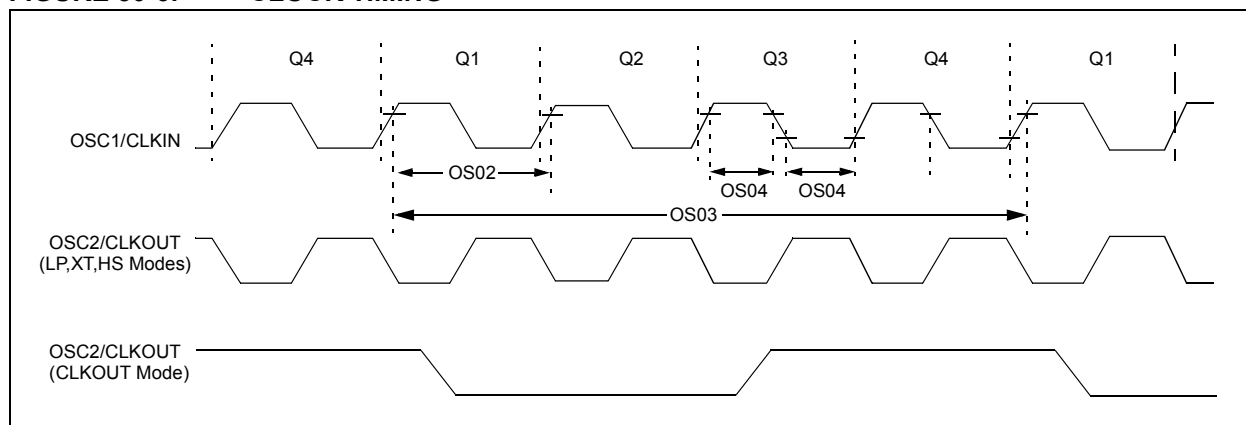 Q4 Q1 Q2 Q3 Q4 Q1
OSC1/CLKIN
OS02
OS04 OS04
OS03
OSC2/CLKOUT
(LP,XT,HS Modes)
OSC2/CLKOUT
(CLKOUT Mode)